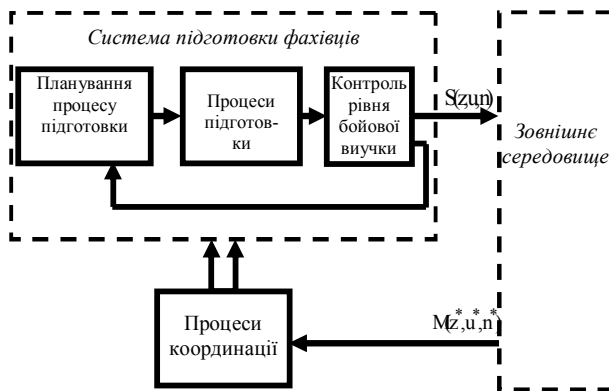 Система підготовки фахівців
Планування
процесу
підготовки
Процеси
підготов-
ки
Контроль
рівня
бойової
виучки
S(z,u,n)
Зовнішнє
середовище
Процеси
координації
M(z*,u*,n*)